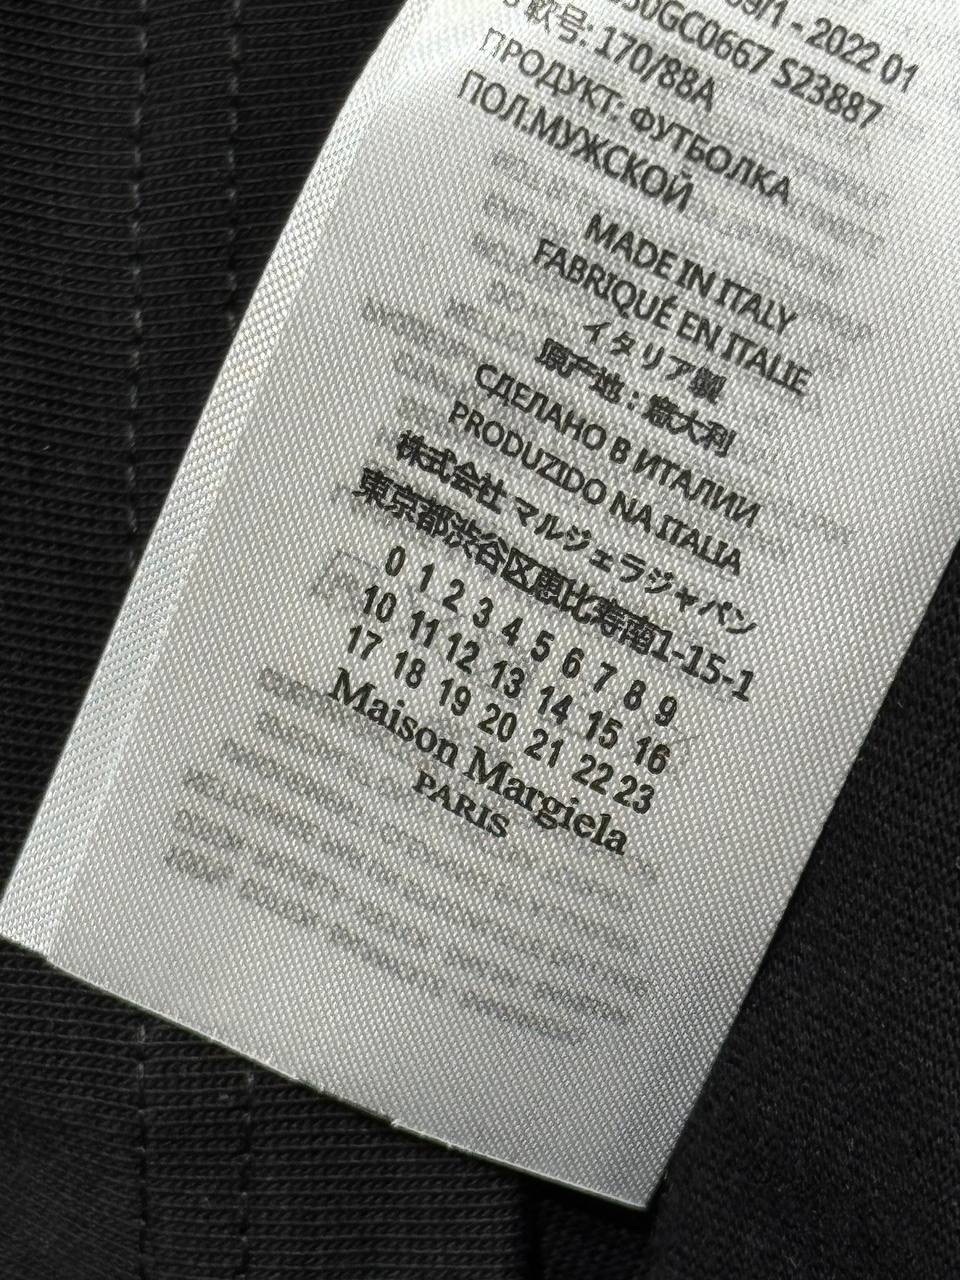 2022 01
GC0667 S23887
款号: 170/88A
ПРОДУКТ: ФУТБОЛКА
ПОЛ.МУЖСКОЙ
MADE IN ITALY
FABRIQUÉ EN ITALIE
イタリア製
原产地：意大利
СДЕЛАНО В ИТАЛИИ
PRODUZIDO NA ITALIA
株式会社 マルジェラジャパン
東京都渋谷区恵比寿南1-15-1
0 1 2 3 4 5 6 7 8 9
10 11 12 13 14 15 16
17 18 19 20 21 22 23
Maison Margiela
PARIS